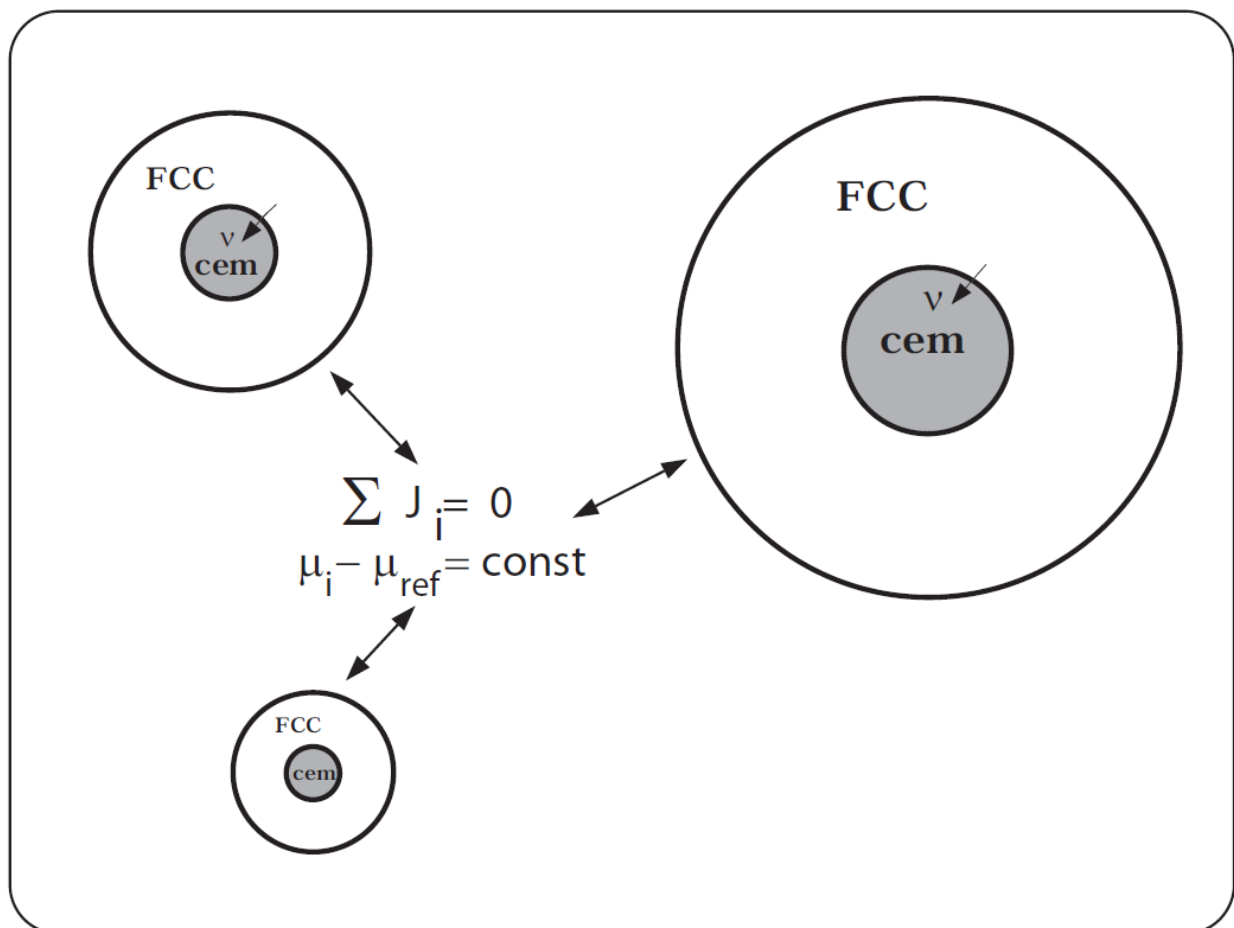 FCC
ν
cem
FCC
ν
cem
∑ J_i = 0
μ_i − μ_ref = const
FCC
cem